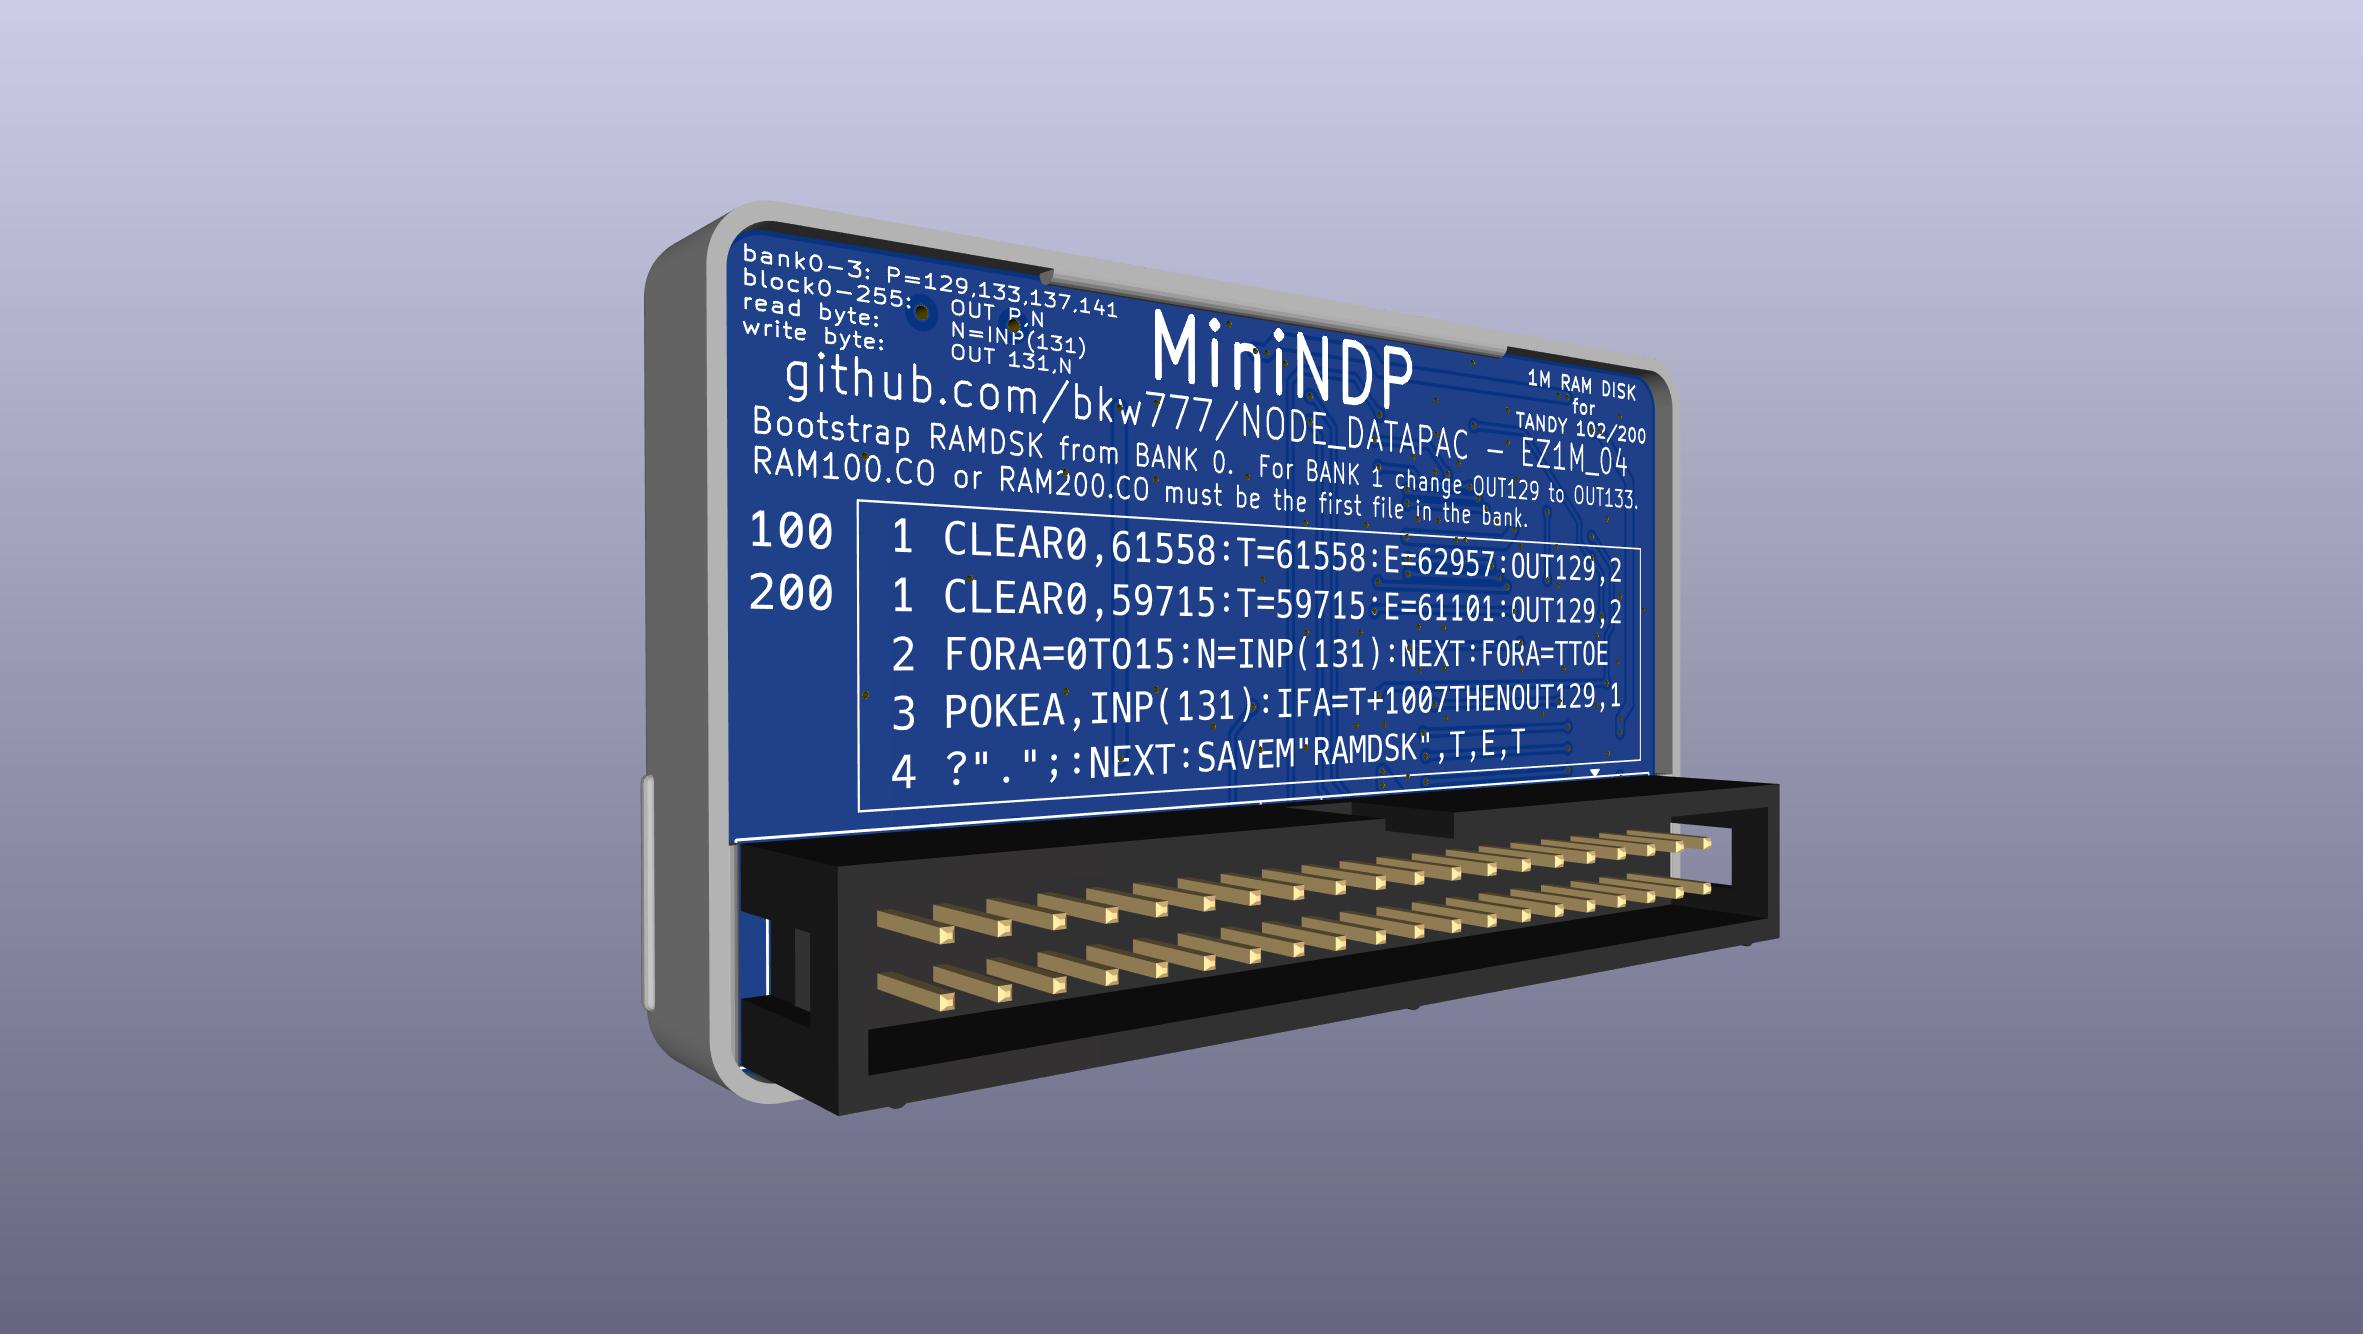 bank0-3: P=129,133,137,141
block0-255: OUT P,N
read byte: N=INP(131)
write byte: OUT 131,N
MiniNDP
1M RAM DISK
for
TANDY 102/200
github.com/bkw777/NODE_DATAPAC - EZ1M_04
Bootstrap RAMDSK from BANK 0. For BANK 1 change OUT129 to OUT133.
RAM100.CO or RAM200.CO must be the first file in the bank.
100 1 CLEAR0,61558:T=61558:E=62957:OUT129,2
200 1 CLEAR0,59715:T=59715:E=61101:OUT129,2
2 FORA=0TO15:N=INP(131):NEXT:FORA=TTOE
3 POKEA,INP(131):IFA=T+1007THENOUT129,1
4 ?".";:NEXT:SAVEM"RAMDSK",T,E,T